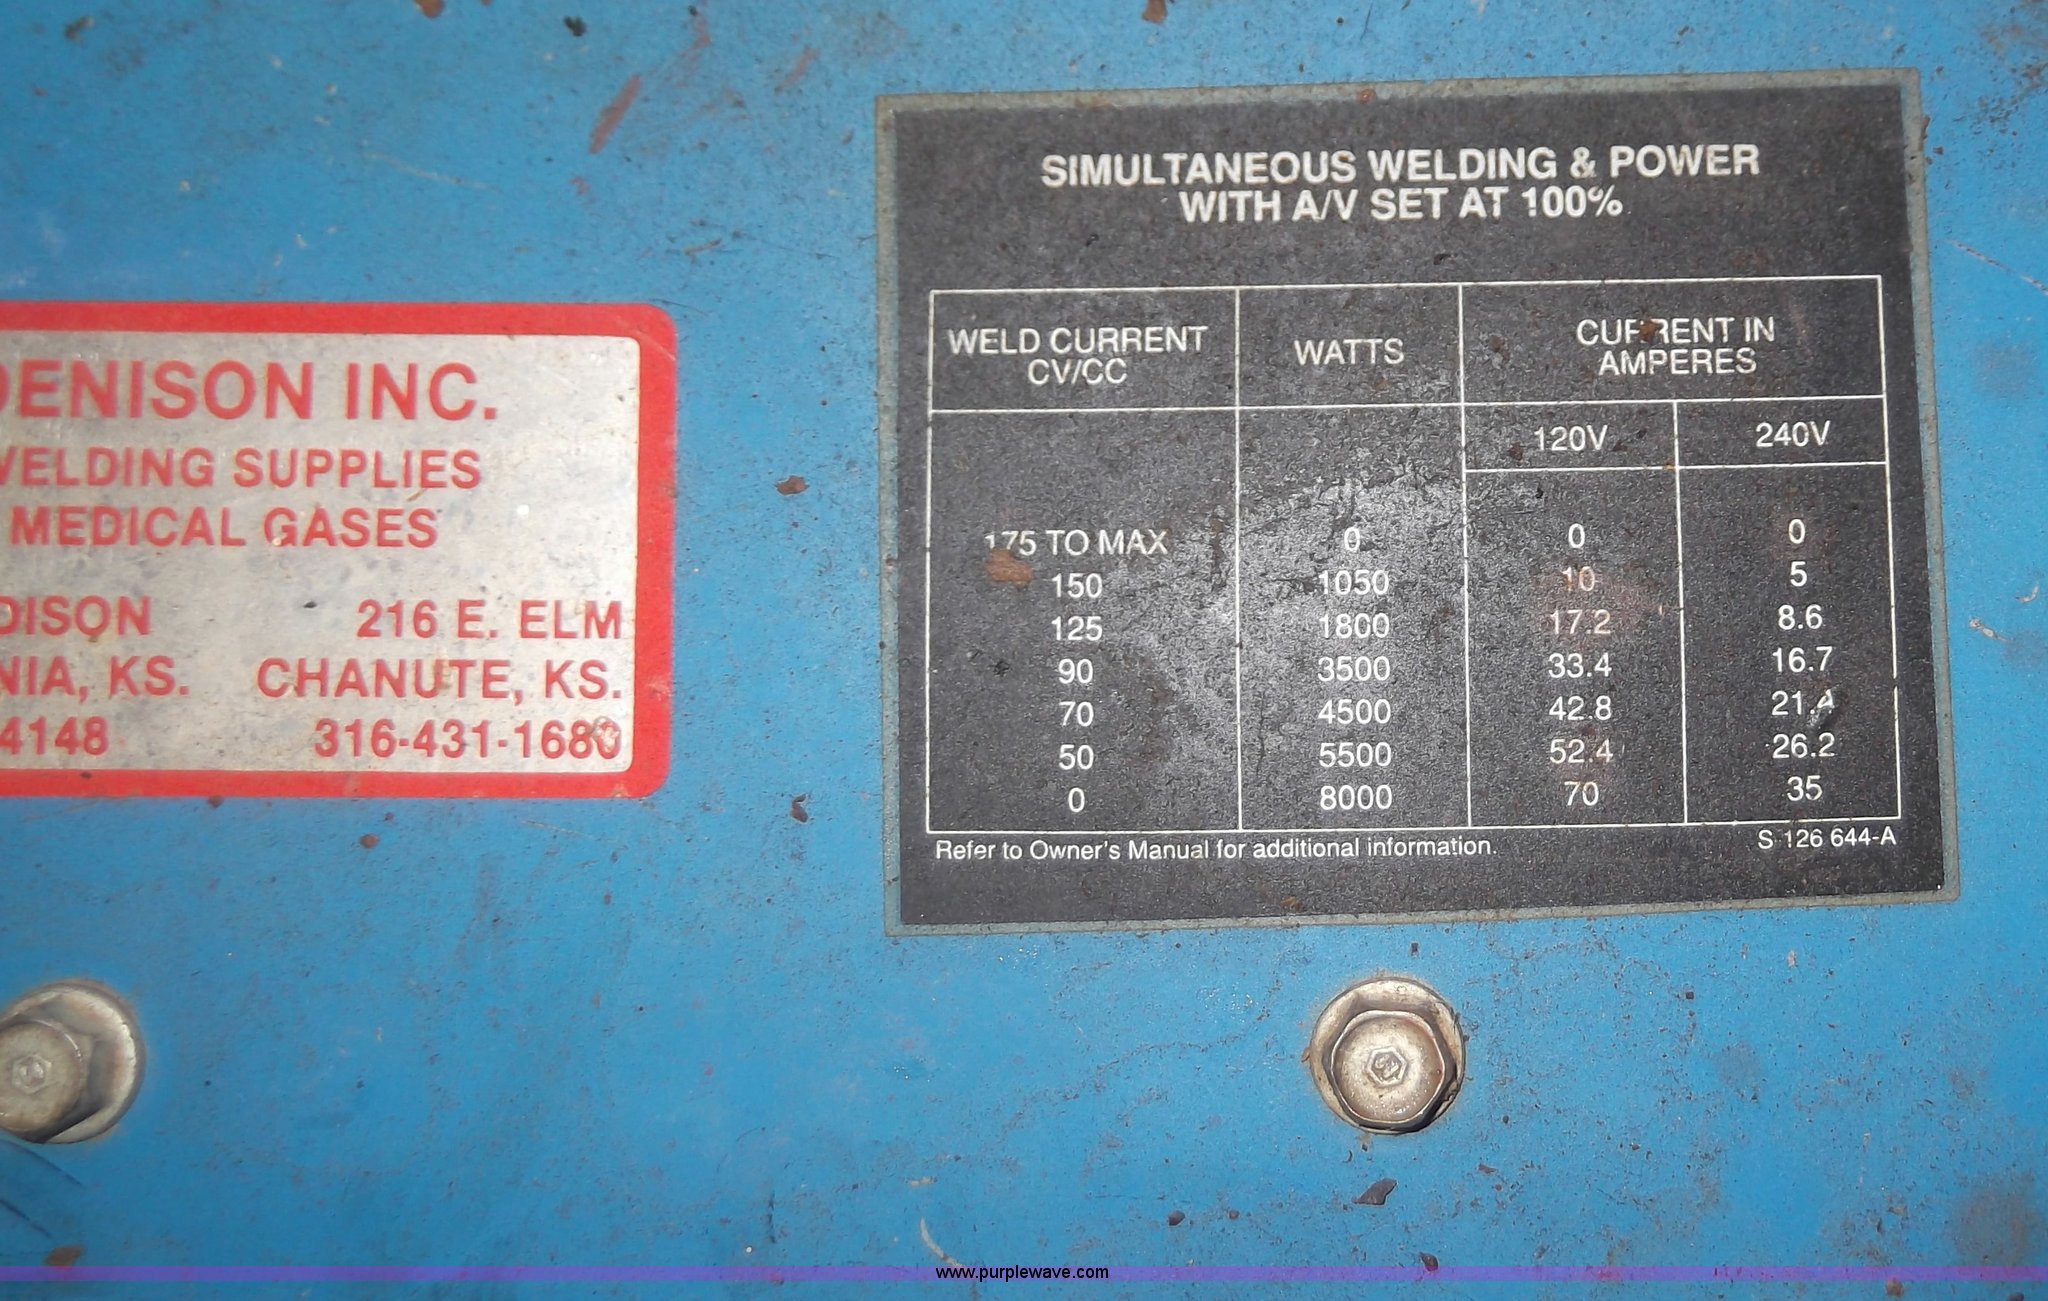 DENISON INC.
WELDING SUPPLIES
MEDICAL GASES
216 E. ELM
KS. CHANUTE, KS.
4148 316-431-1680
SIMULTANEOUS WELDING & POWER
WITH A/V SET AT 100%
WELD CURRENT CV/CC WATTS CURRENT IN AMPERES
120V 240V
175 TO MAX 0 0 0
150 1050 10 5
125 1800 17.2 8.6
90 3500 33.4 16.7
70 4500 42.8 21.4
50 5500 52.4 26.2
0 8000 70 35
Refer to Owner's Manual for additional information. S-126 644-A
www.purplewave.com